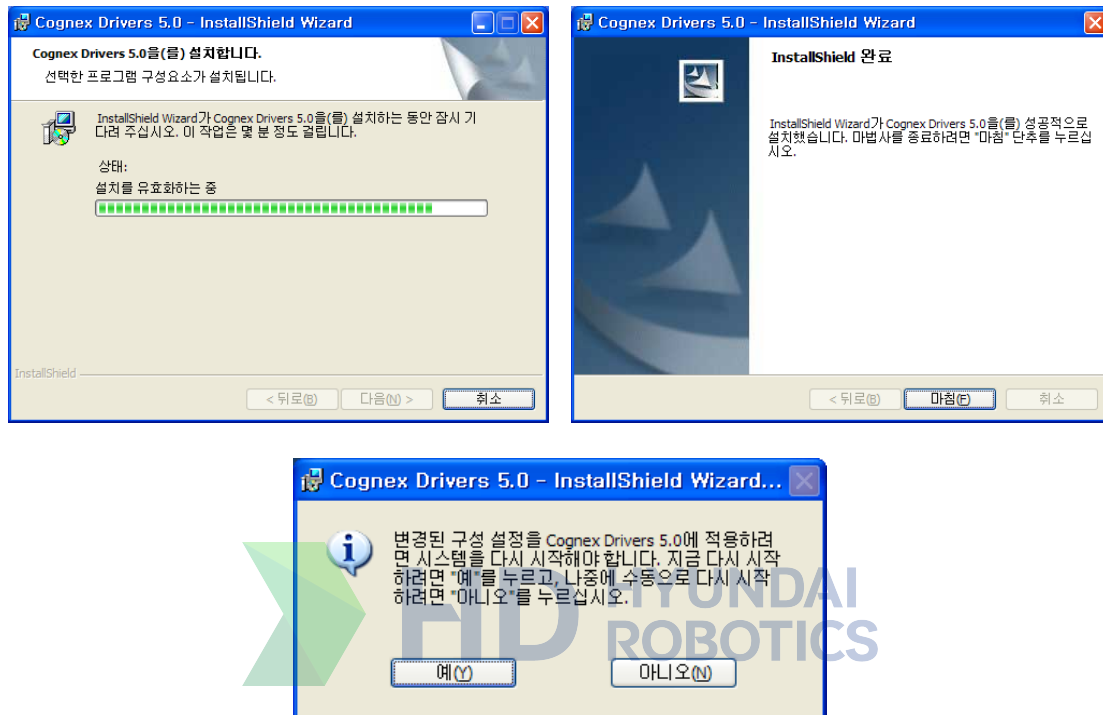 Cognex Drivers 5.0 - InstallShield Wizard
Cognex Drivers 5.0을(를) 설치합니다.
선택한 프로그램 구성요소가 설치됩니다.
InstallShield Wizard가 Cognex Drivers 5.0을(를) 설치하는 동안 잠시 기
다려 주십시오. 이 작업은 몇 분 정도 걸립니다.
상태:
설치를 유효화하는 중
InstallShield
< 뒤로(B)
다음(N) >
취소
Cognex Drivers 5.0 - InstallShield Wizard
InstallShield 완료
InstallShield Wizard가 Cognex Drivers 5.0을(를) 성공적으로
설치했습니다. 마법사를 종료하려면 "마침" 단추를 누르십
시오.
< 뒤로(B)
마침(F)
취소
Cognex Drivers 5.0 - InstallShield Wizard...
변경된 구성 설정을 Cognex Drivers 5.0에 적용하려
면 시스템을 다시 시작해야 합니다. 지금 다시 시작
하려면 "예"를 누르고, 나중에 수동으로 다시 시작
하려면 "아니오"를 누르십시오.
예(Y)
아니오(N)
HD HYUNDAI
ROBOTICS